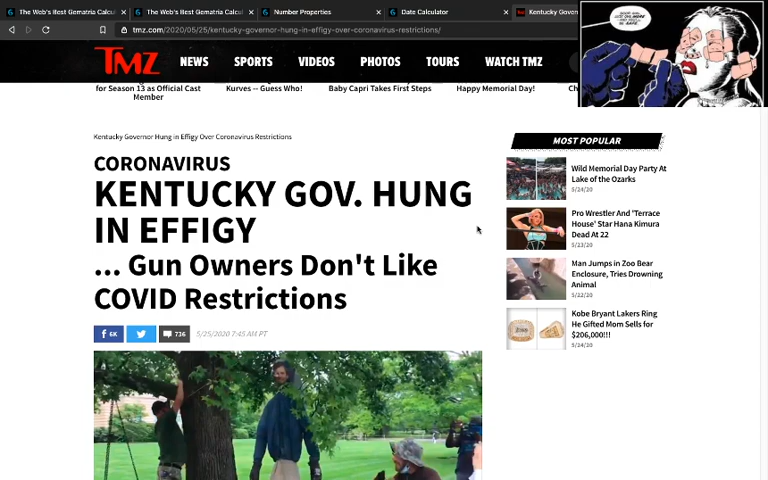 The Web's Best Gematria Calcul
The Web's Best Gematria Calcul
Number Properties
Date Calculator
Kentucky Gover
tmz.com/2020/05/25/kentucky-governor-hung-in-effigy-over-coronavirus-restrictions/
TMZ
NEWS
SPORTS
VIDEOS
PHOTOS
TOURS
WATCH TMZ
for Season 13 as Official Cast
Member
Kurves -- Guess Who!
Baby Capri Takes First Steps
Happy Memorial Day!
Kentucky Governor Hung in Effigy Over Coronavirus Restrictions
CORONAVIRUS
KENTUCKY GOV. HUNG
IN EFFIGY
... Gun Owners Don't Like
COVID Restrictions
6K
736
5/25/2020 7:45 AM PT
MOST POPULAR
Wild Memorial Day Party At
Lake of the Ozarks
5/24/20
Pro Wrestler And 'Terrace
House' Star Hana Kimura
Dead At 22
5/23/20
Man Jumps in Zoo Bear
Enclosure, Tries Drowning
Animal
5/22/20
Kobe Bryant Lakers Ring
He Gifted Mom Sells for
$206,000!!!
5/24/20